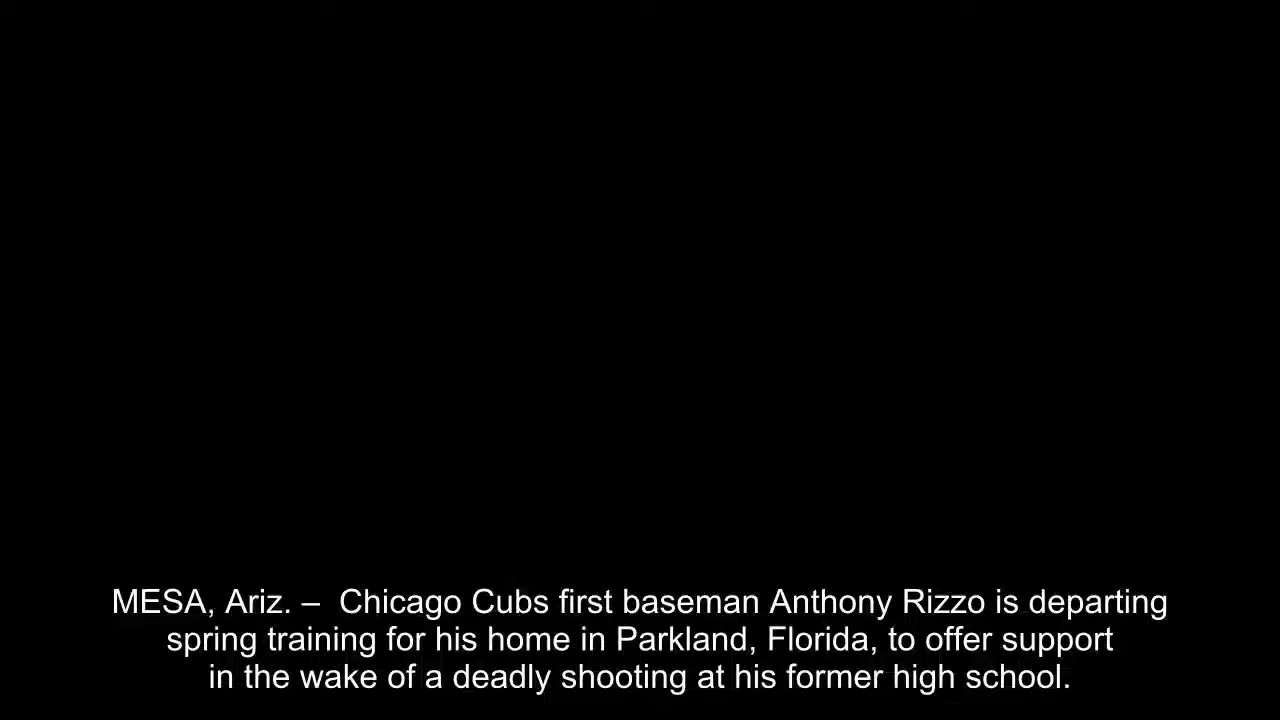 MESA, Ariz. –  Chicago Cubs first baseman Anthony Rizzo is departing
spring training for his home in Parkland, Florida, to offer support
in the wake of a deadly shooting at his former high school.